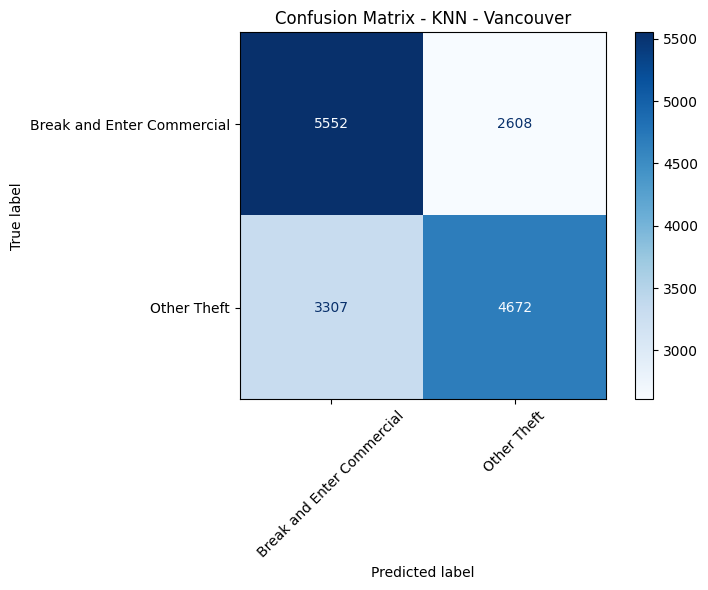 Confusion Matrix - KNN - Vancouver
True label
Break and Enter Commercial
5552
2608
Other Theft
3307
4672
Break and Enter Commercial
Other Theft
Predicted label
5500
5000
4500
4000
3500
3000